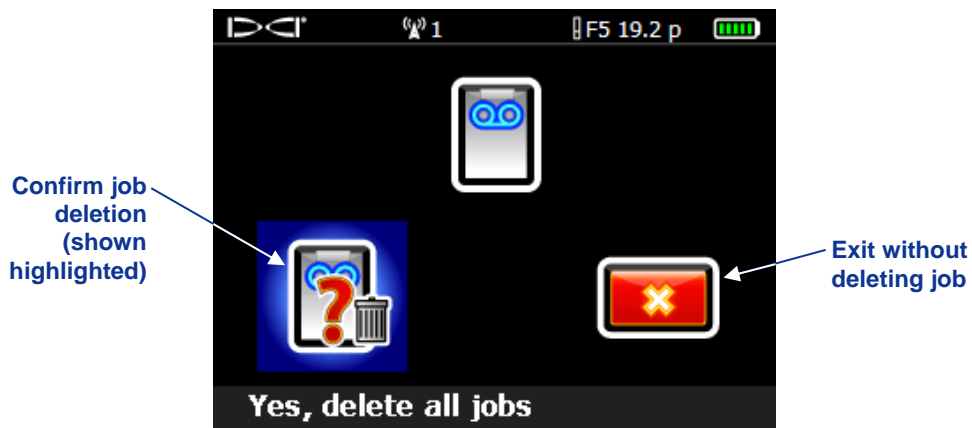 DCI
1
F5 19.2 p
Confirm job
deletion
(shown
highlighted)
?
Exit without
deleting job
Yes, delete all jobs